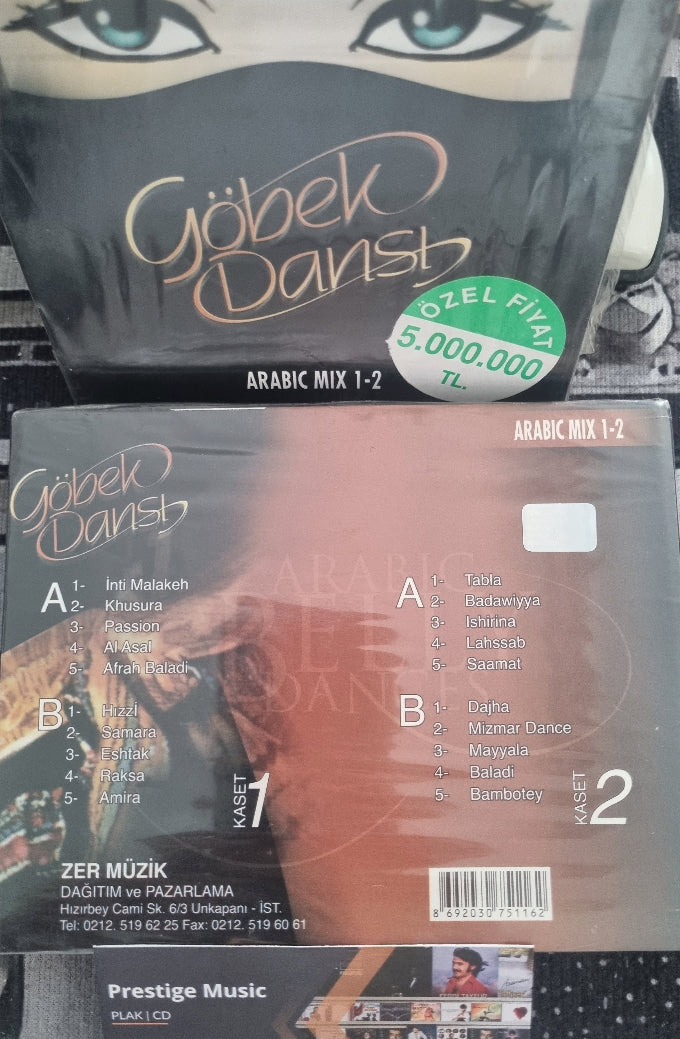 Göbek
Dansı
ÖZEL FİYAT
5.000.000
TL.
ARABIC MIX 1-2
ARABIC MIX 1-2
Göbek
Dansı
ARABIC
BELLY
DANCES
A 1- İnti Malakeh
2- Khusura
3- Passion
4- Al Asal
5- Afrah Baladi
B 1- Hızzİ
2- Samara
3- Eshtak
4- Raksa
5- Amira
KASET 1
A 1- Tabla
2- Badawiyya
3- Ishirina
4- Lahssab
5- Saamat
B 1- Dajha
2- Mizmar Dance
3- Mayyala
4- Baladi
5- Bambotey
KASET 2
ZER MÜZİK
DAĞITIM ve PAZARLAMA
Hızırbey Cami Sk. 6/3 Unkapanı - İST.
Tel: 0212. 519 62 25 Fax: 0212. 519 60 61
8 692030 751162
Prestige Music
PLAK | CD